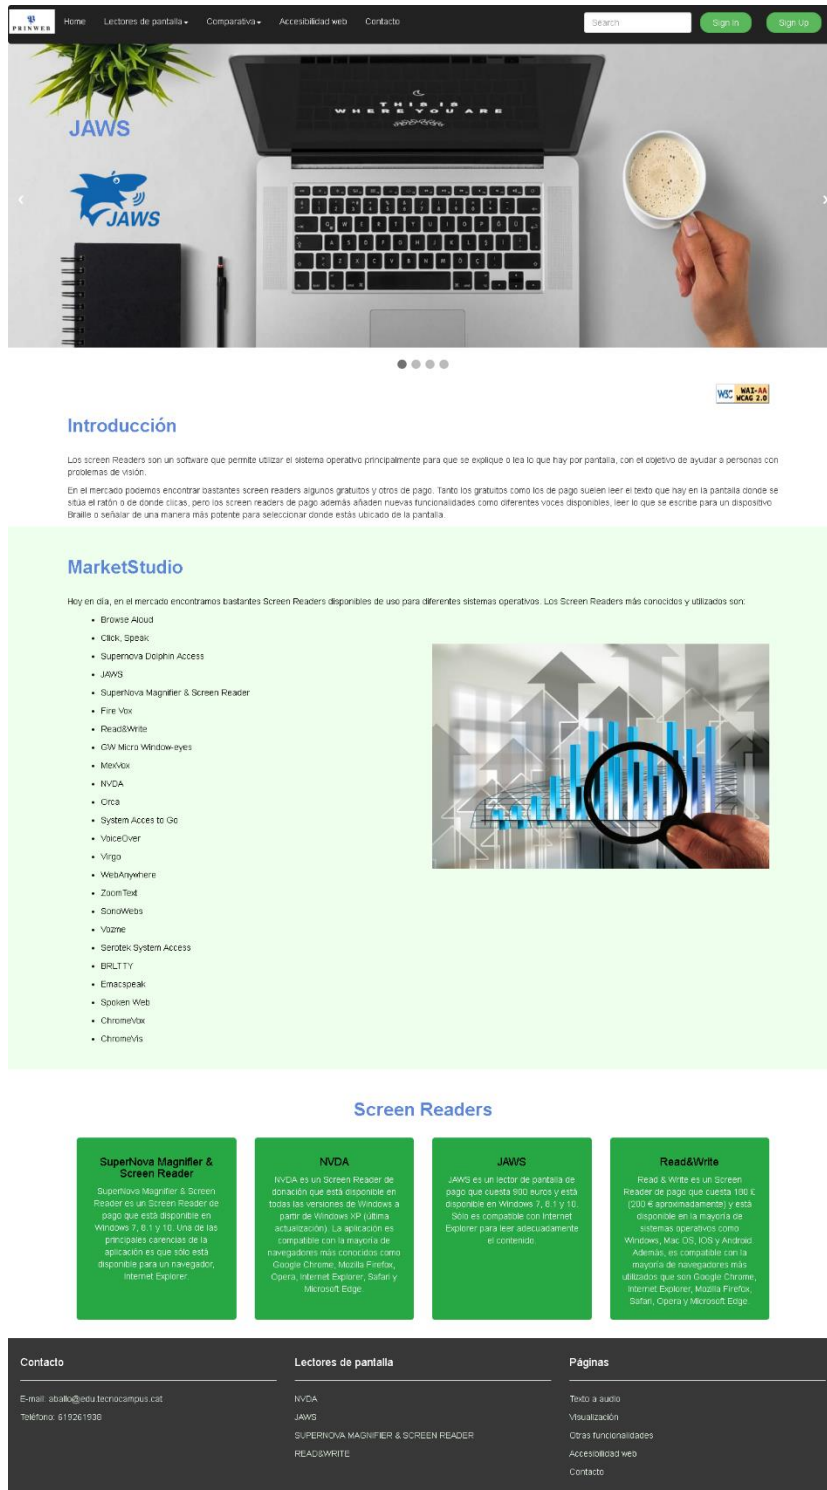 PRINWEB
Home Lectores de pantalla Comparativa Accesibilidad web Contacto Search Sign In Sign Up
THIS IS
WHERE YOU ARE
JAWS
JAWS
W3C WAI-AA
WCAG 2.0
Introducción
Los screen Readers son un software que permite utilizar el sistema operativo principalmente para que se explique o lea lo que hay por pantalla, con el objetivo de ayudar a personas con
problemas de visión.
En el mercado podemos encontrar bastantes screen readers algunos gratuitos y otros de pago. Tanto los gratuitos como los de pago suelen leer el texto que hay en la pantalla donde se
sitúa el ratón o de donde clicas, pero los screen readers de pago además añaden nuevas funcionalidades como diferentes voces disponibles, leer lo que se escribe para un dispositivo
Braille o señalar de una manera más potente para seleccionar donde estás ubicado de la pantalla.
MarketStudio
Hoy en día, en el mercado encontramos bastantes Screen Readers disponibles de uso para diferentes sistemas operativos. Los Screen Readers más conocidos y utilizados son:
Browse Aloud
Click, Speak
Supernova Dolphin Access
JAWS
SuperNova Magnifier & Screen Reader
Fire Vox
Read&Write
GW Micro Window-eyes
MexVox
NVDA
Orca
System Acces to Go
VoiceOver
Virgo
WebAnywhere
ZoomText
SonoWebs
Vozme
Serotek System Access
BRLTTY
Emacspeak
Spoken Web
ChromeVox
ChromeVis
Screen Readers
SuperNova Magnifier &
Screen Reader
SuperNova Magnifier & Screen
Reader es un Screen Reader de
pago que está disponible en
Windows 7, 8.1 y 10. Una de las
principales carencias de la
aplicación es que sólo está
disponible para un navegador,
Internet Explorer.
NVDA
NVDA es un Screen Reader de
donación que está disponible en
todas las versiones de Windows a
partir de Windows XP (última
actualización). La aplicación es
compatible con la mayoría de
navegadores más conocidos como
Google Chrome, Mozilla Firefox,
Opera, Internet Explorer, Safari y
Microsoft Edge.
JAWS
JAWS es un lector de pantalla de
pago que cuesta 900 euros y está
disponible en Windows 7, 8.1 y 10.
Sólo es compatible con Internet
Explorer para leer adecuadamente
el contenido.
Read&Write
Read & Write es un Screen
Reader de pago que cuesta 180 £
(200 € aproximadamente) y está
disponible en la mayoría de
sistemas operativos como
Windows, Mac OS, IOS y Android.
Además, es compatible con la
mayoría de navegadores más
utilizados que son Google Chrome,
Internet Explorer, Mozilla Firefox,
Safari, Opera y Microsoft Edge.
Contacto
E-mail: aballo@edu.tecnocampus.cat
Teléfono: 619261938
Lectores de pantalla
NVDA
JAWS
SUPERNOVA MAGNIFIER & SCREEN READER
READ&WRITE
Páginas
Texto a audio
Visualización
Otras funcionalidades
Accesibilidad web
Contacto